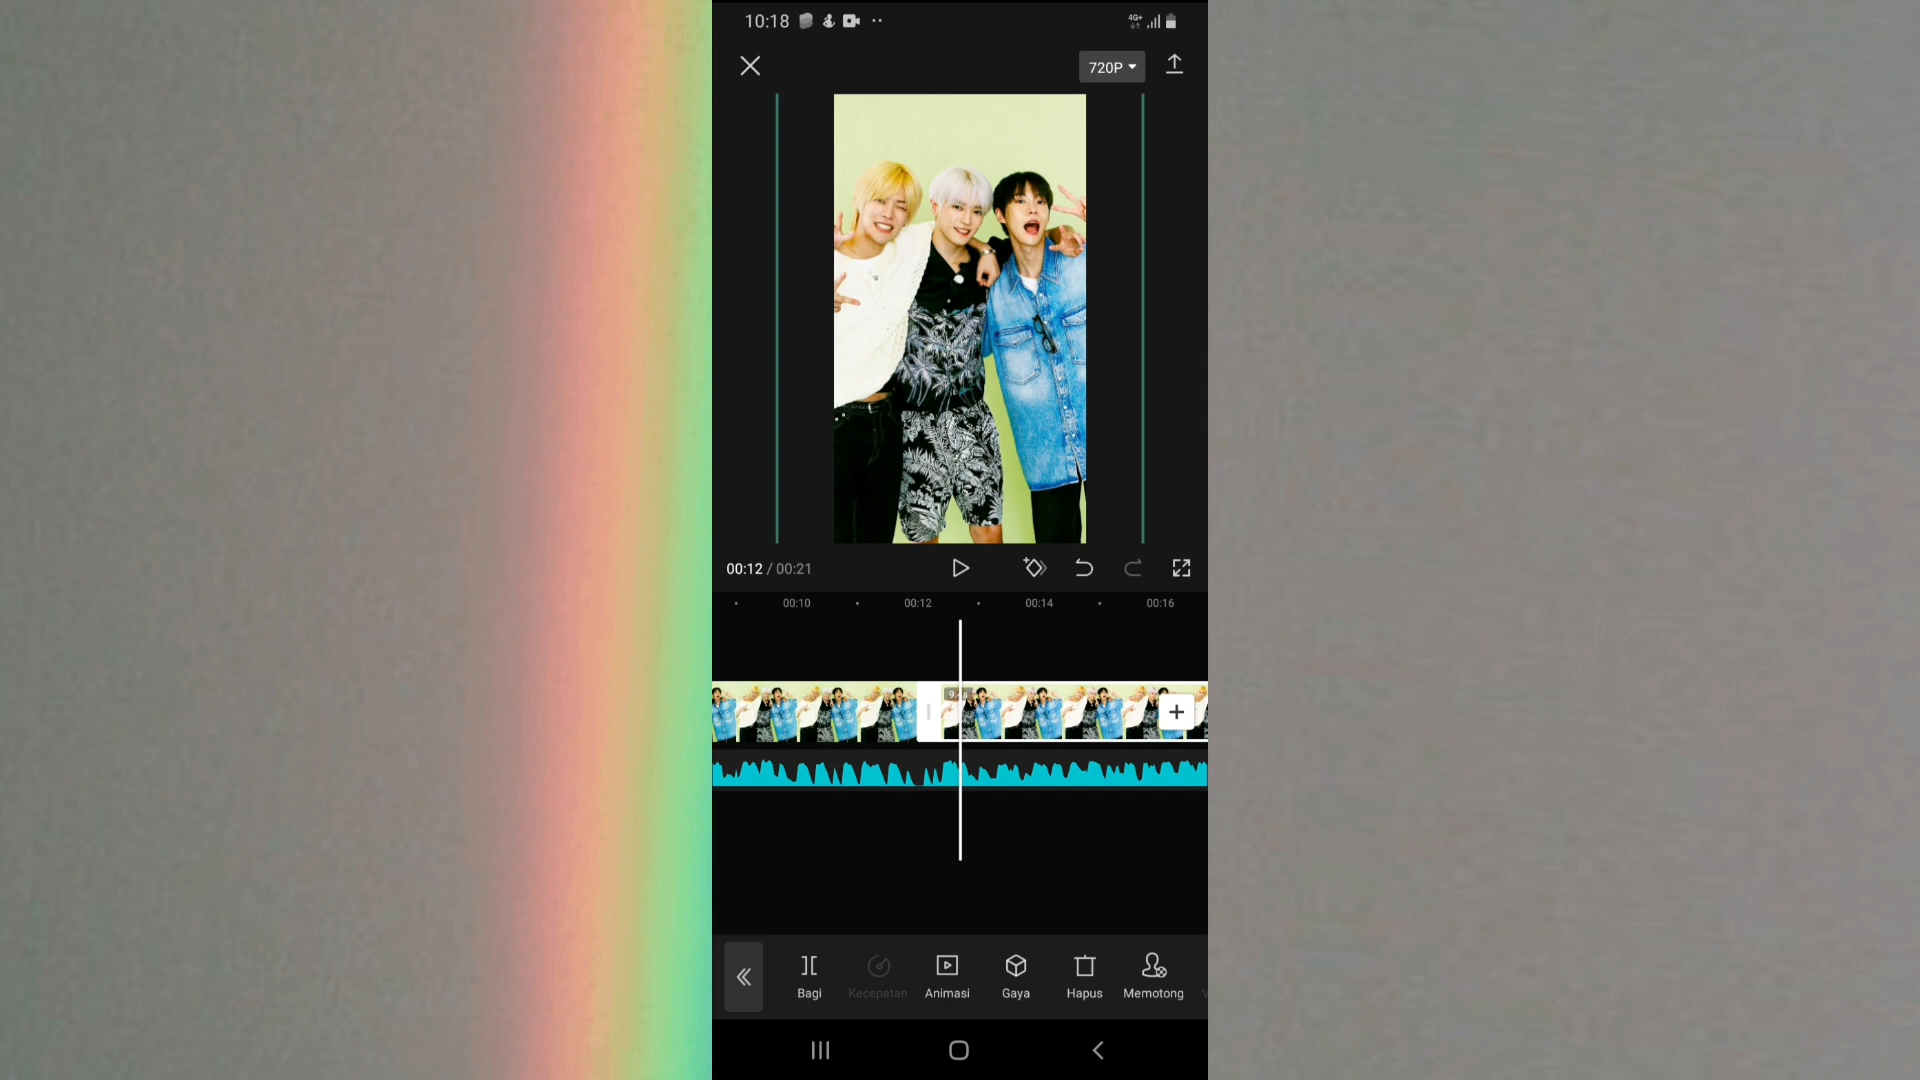 10:18
4G+
720P
00:12 / 00:21
00:10 00:12 00:14 00:16
Bagi Kecepatan Animasi Gaya Hapus Memotong